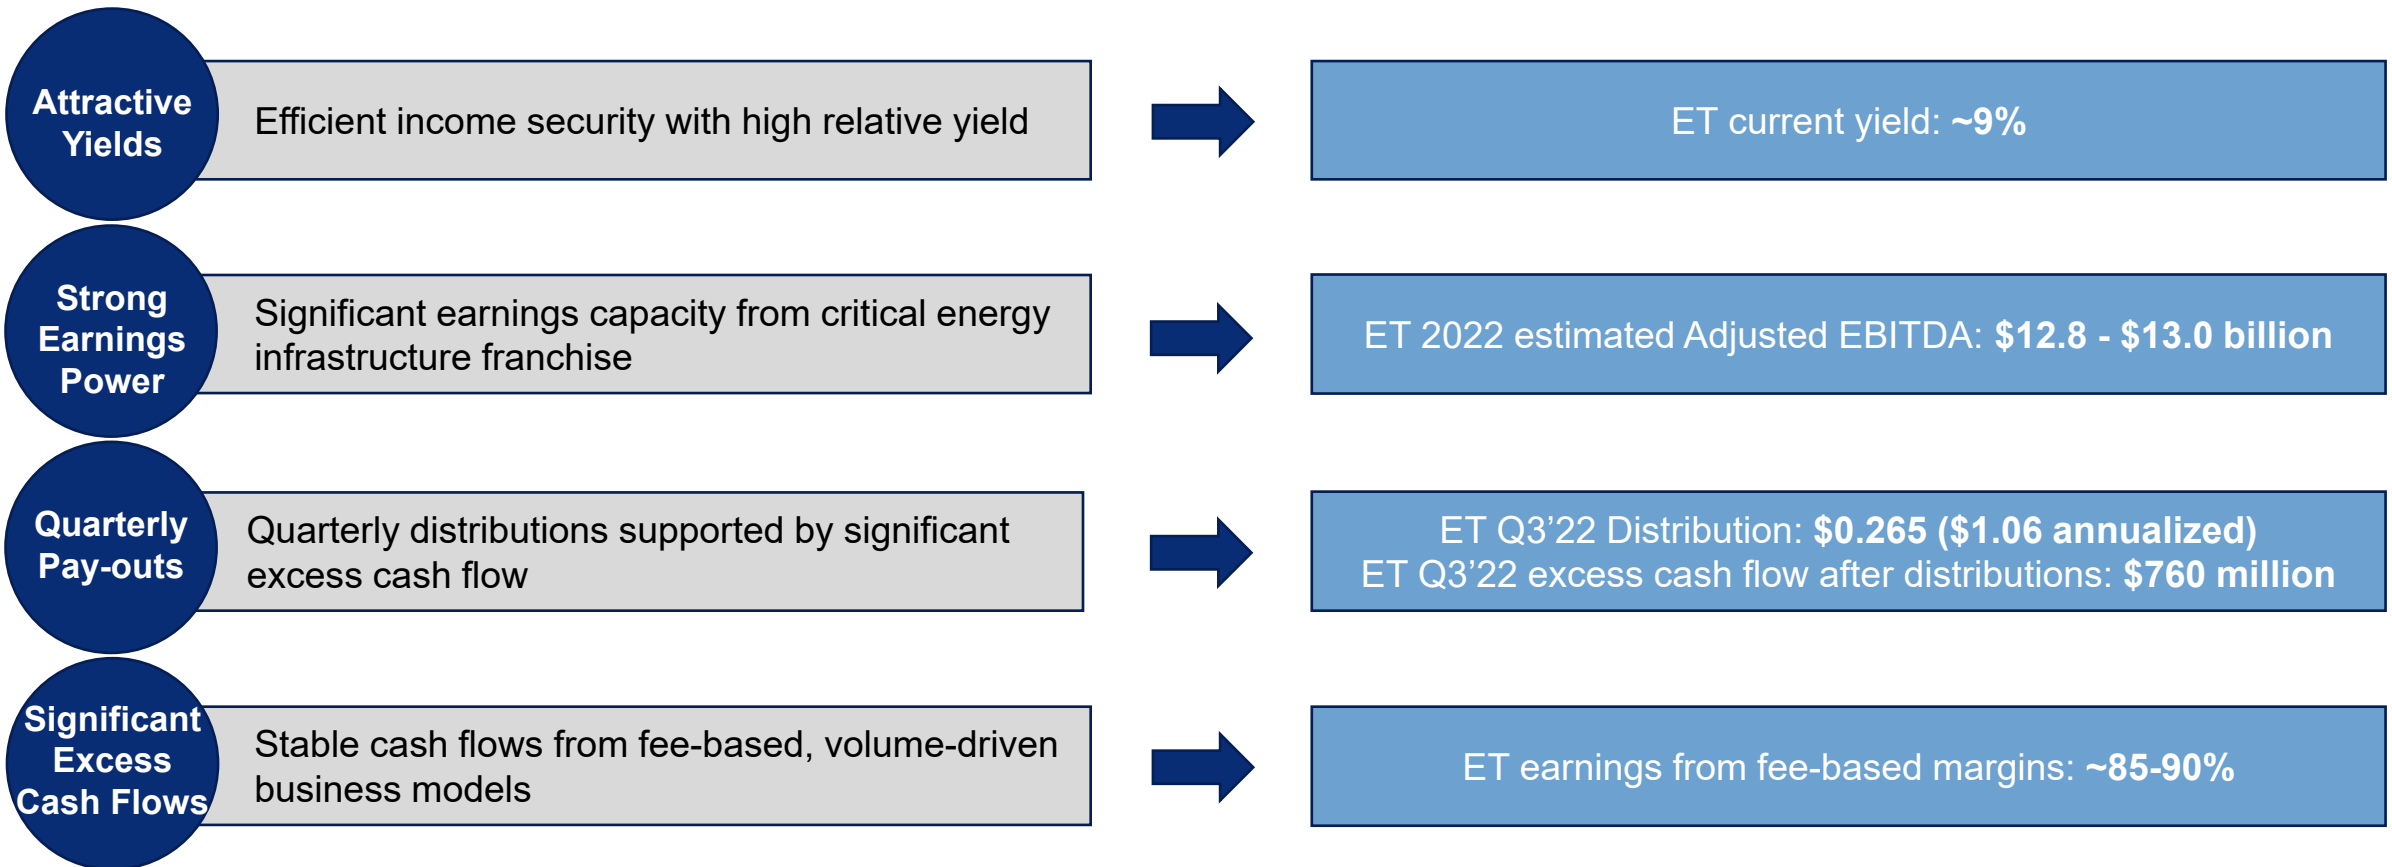 Attractive
Yields
Efficient income security with high relative yield
ET current yield: ~9%
Strong
Earnings
Power
Significant earnings capacity from critical energy
infrastructure franchise
ET 2022 estimated Adjusted EBITDA: $12.8 - $13.0 billion
Quarterly
Pay-outs
Quarterly distributions supported by significant
excess cash flow
ET Q3’22 Distribution: $0.265 ($1.06 annualized)
ET Q3’22 excess cash flow after distributions: $760 million
Significant
Excess
Cash Flows
Stable cash flows from fee-based, volume-driven
business models
ET earnings from fee-based margins: ~85-90%